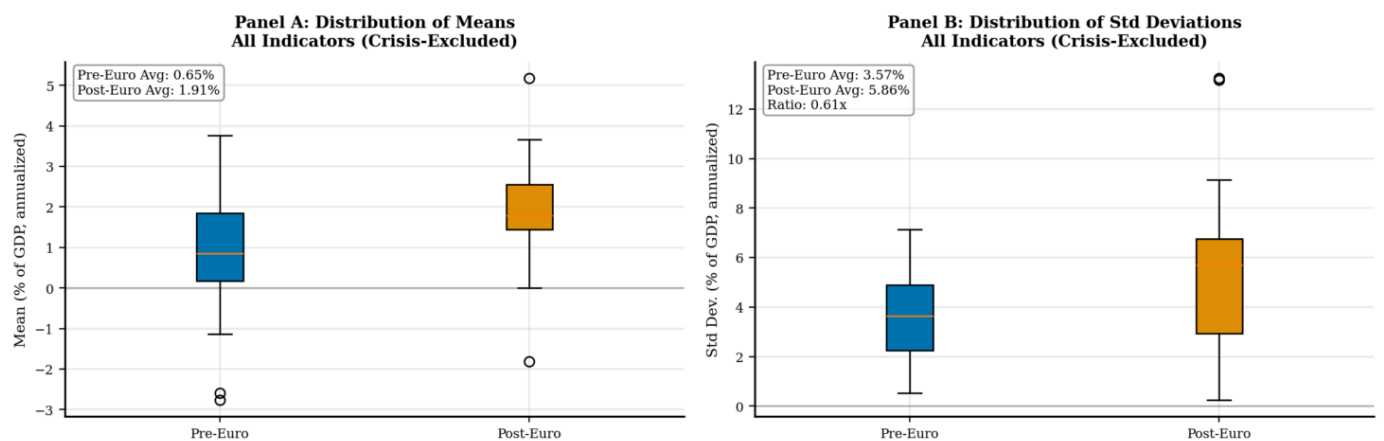 Panel A: Distribution of Means
All Indicators (Crisis-Excluded)
Pre-Euro Avg: 0.65%
Post-Euro Avg: 1.91%
Mean (% of GDP, annualized)
5
4
3
2
1
0
−1
−2
−3
Pre-Euro
Post-Euro
Panel B: Distribution of Std Deviations
All Indicators (Crisis-Excluded)
Pre-Euro Avg: 3.57%
Post-Euro Avg: 5.86%
Ratio: 0.61x
Std Dev. (% of GDP, annualized)
12
10
8
6
4
2
0
Pre-Euro
Post-Euro